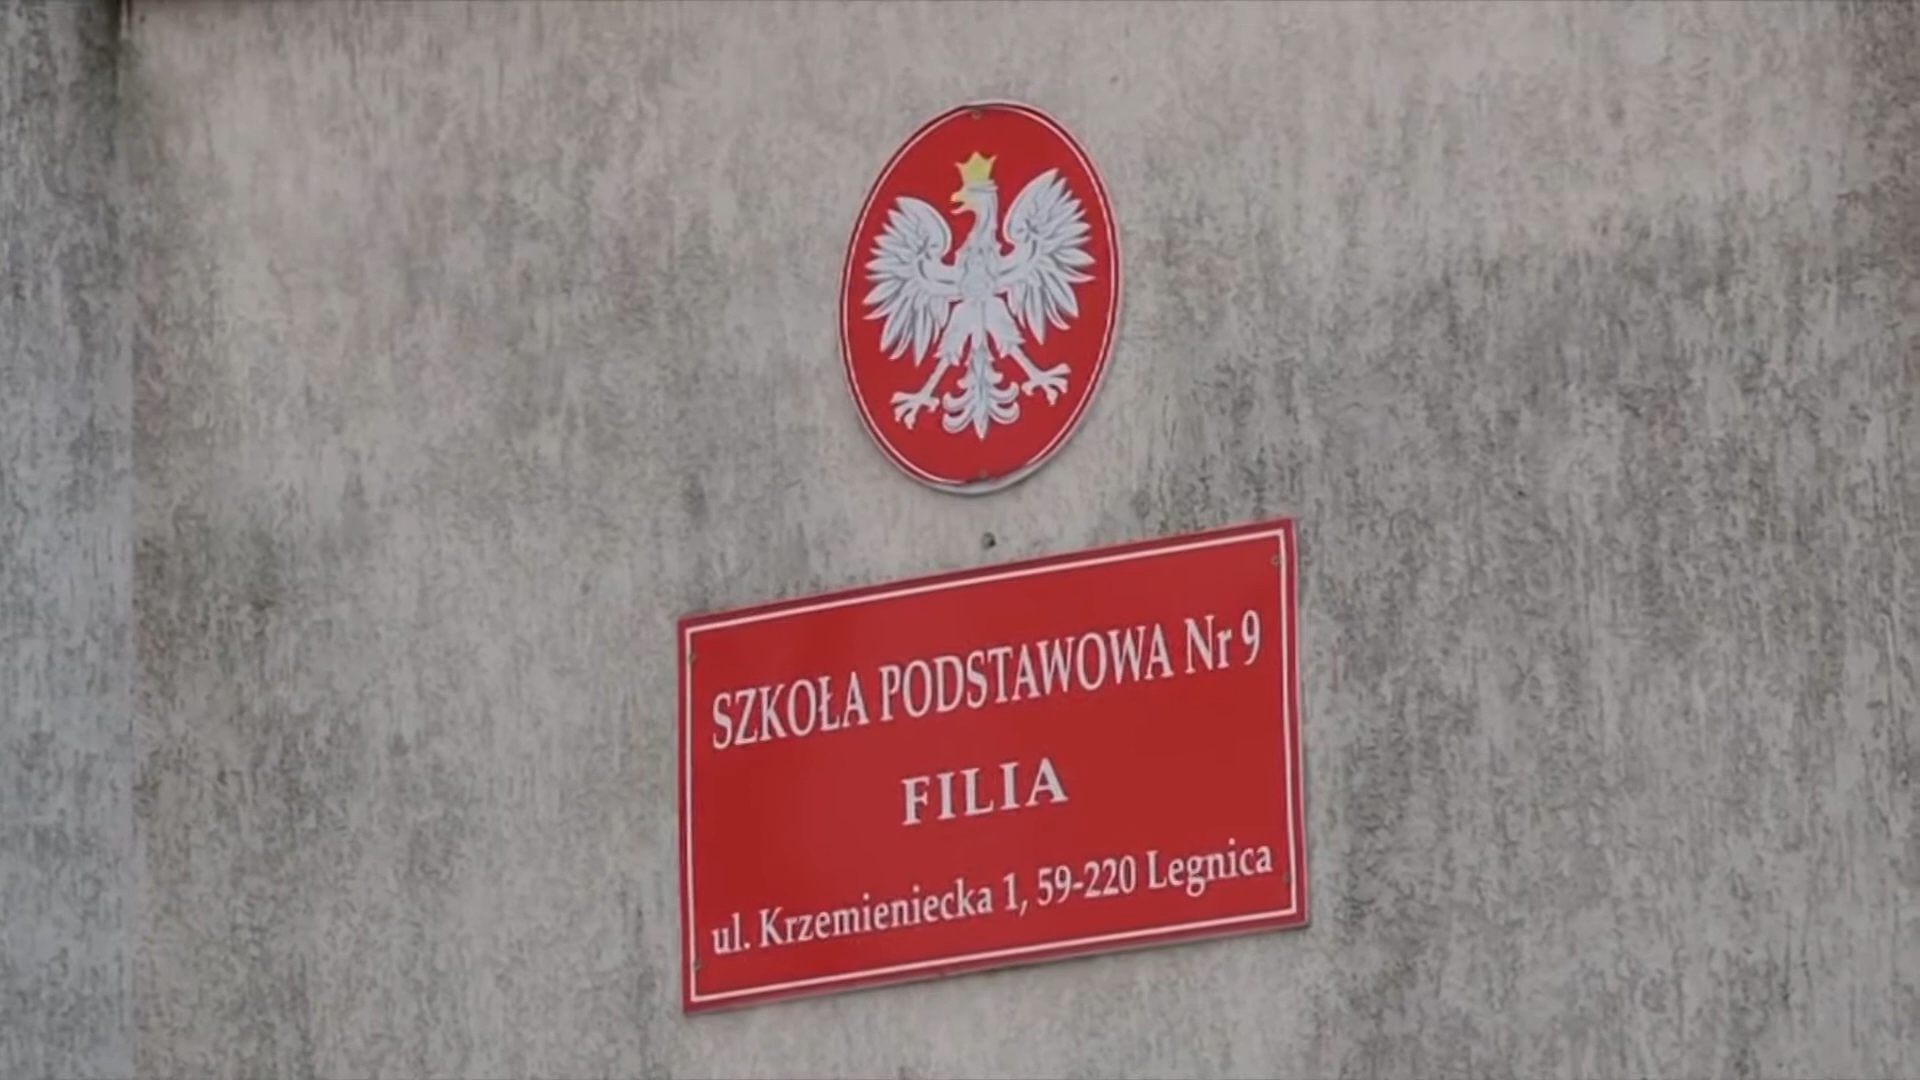 SZKOŁA PODSTAWOWA Nr 9
FILIA
ul. Krzemieniecka 1, 59-220 Legnica